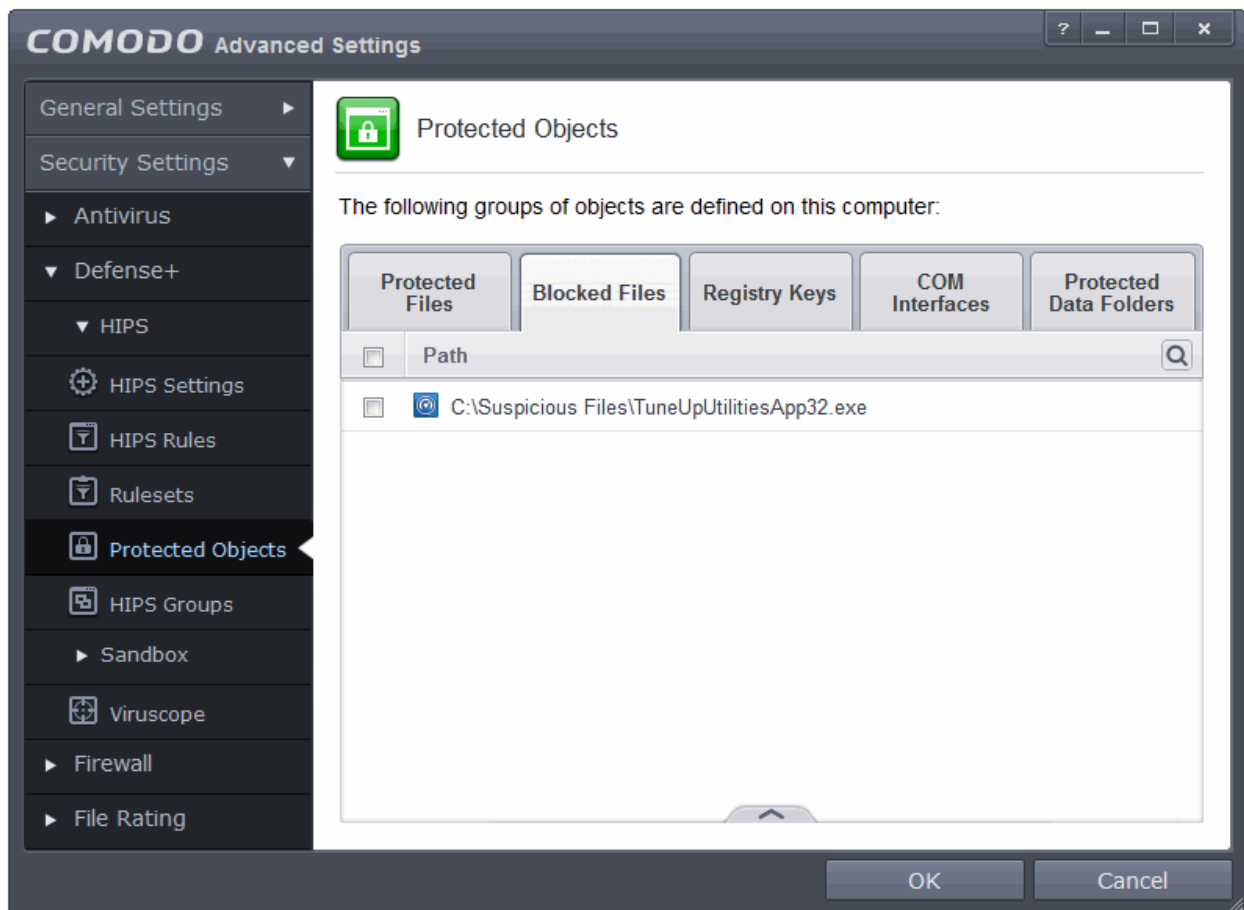 COMODO Advanced Settings
?
General Settings
Security Settings
Antivirus
Defense+
HIPS
HIPS Settings
HIPS Rules
Rulesets
Protected Objects
HIPS Groups
Sandbox
Viruscope
Firewall
File Rating
Protected Objects
The following groups of objects are defined on this computer:
Protected
Files
Blocked Files
Registry Keys
COM
Interfaces
Protected
Data Folders
Path
C:\Suspicious Files\TuneUpUtilitiesApp32.exe
OK
Cancel